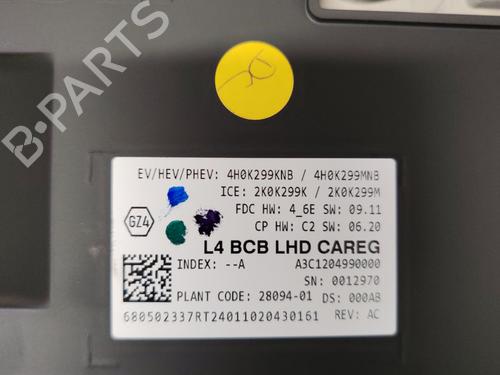 B-PARTS
EV/HEV/PHEV: 4H0K299KNB / 4H0K299MNB
ICE: 2K0K299K / 2K0K299M
FDC HW: 4_6E SW: 09.11
CP HW: C2 SW: 06.20
GZ4
L4 BCB LHD CAREG
INDEX: --A A3C1204990000
SN: 0012970
PLANT CODE: 28094-01 DS: 000AB
680502337RT24011020430161 REV: AC